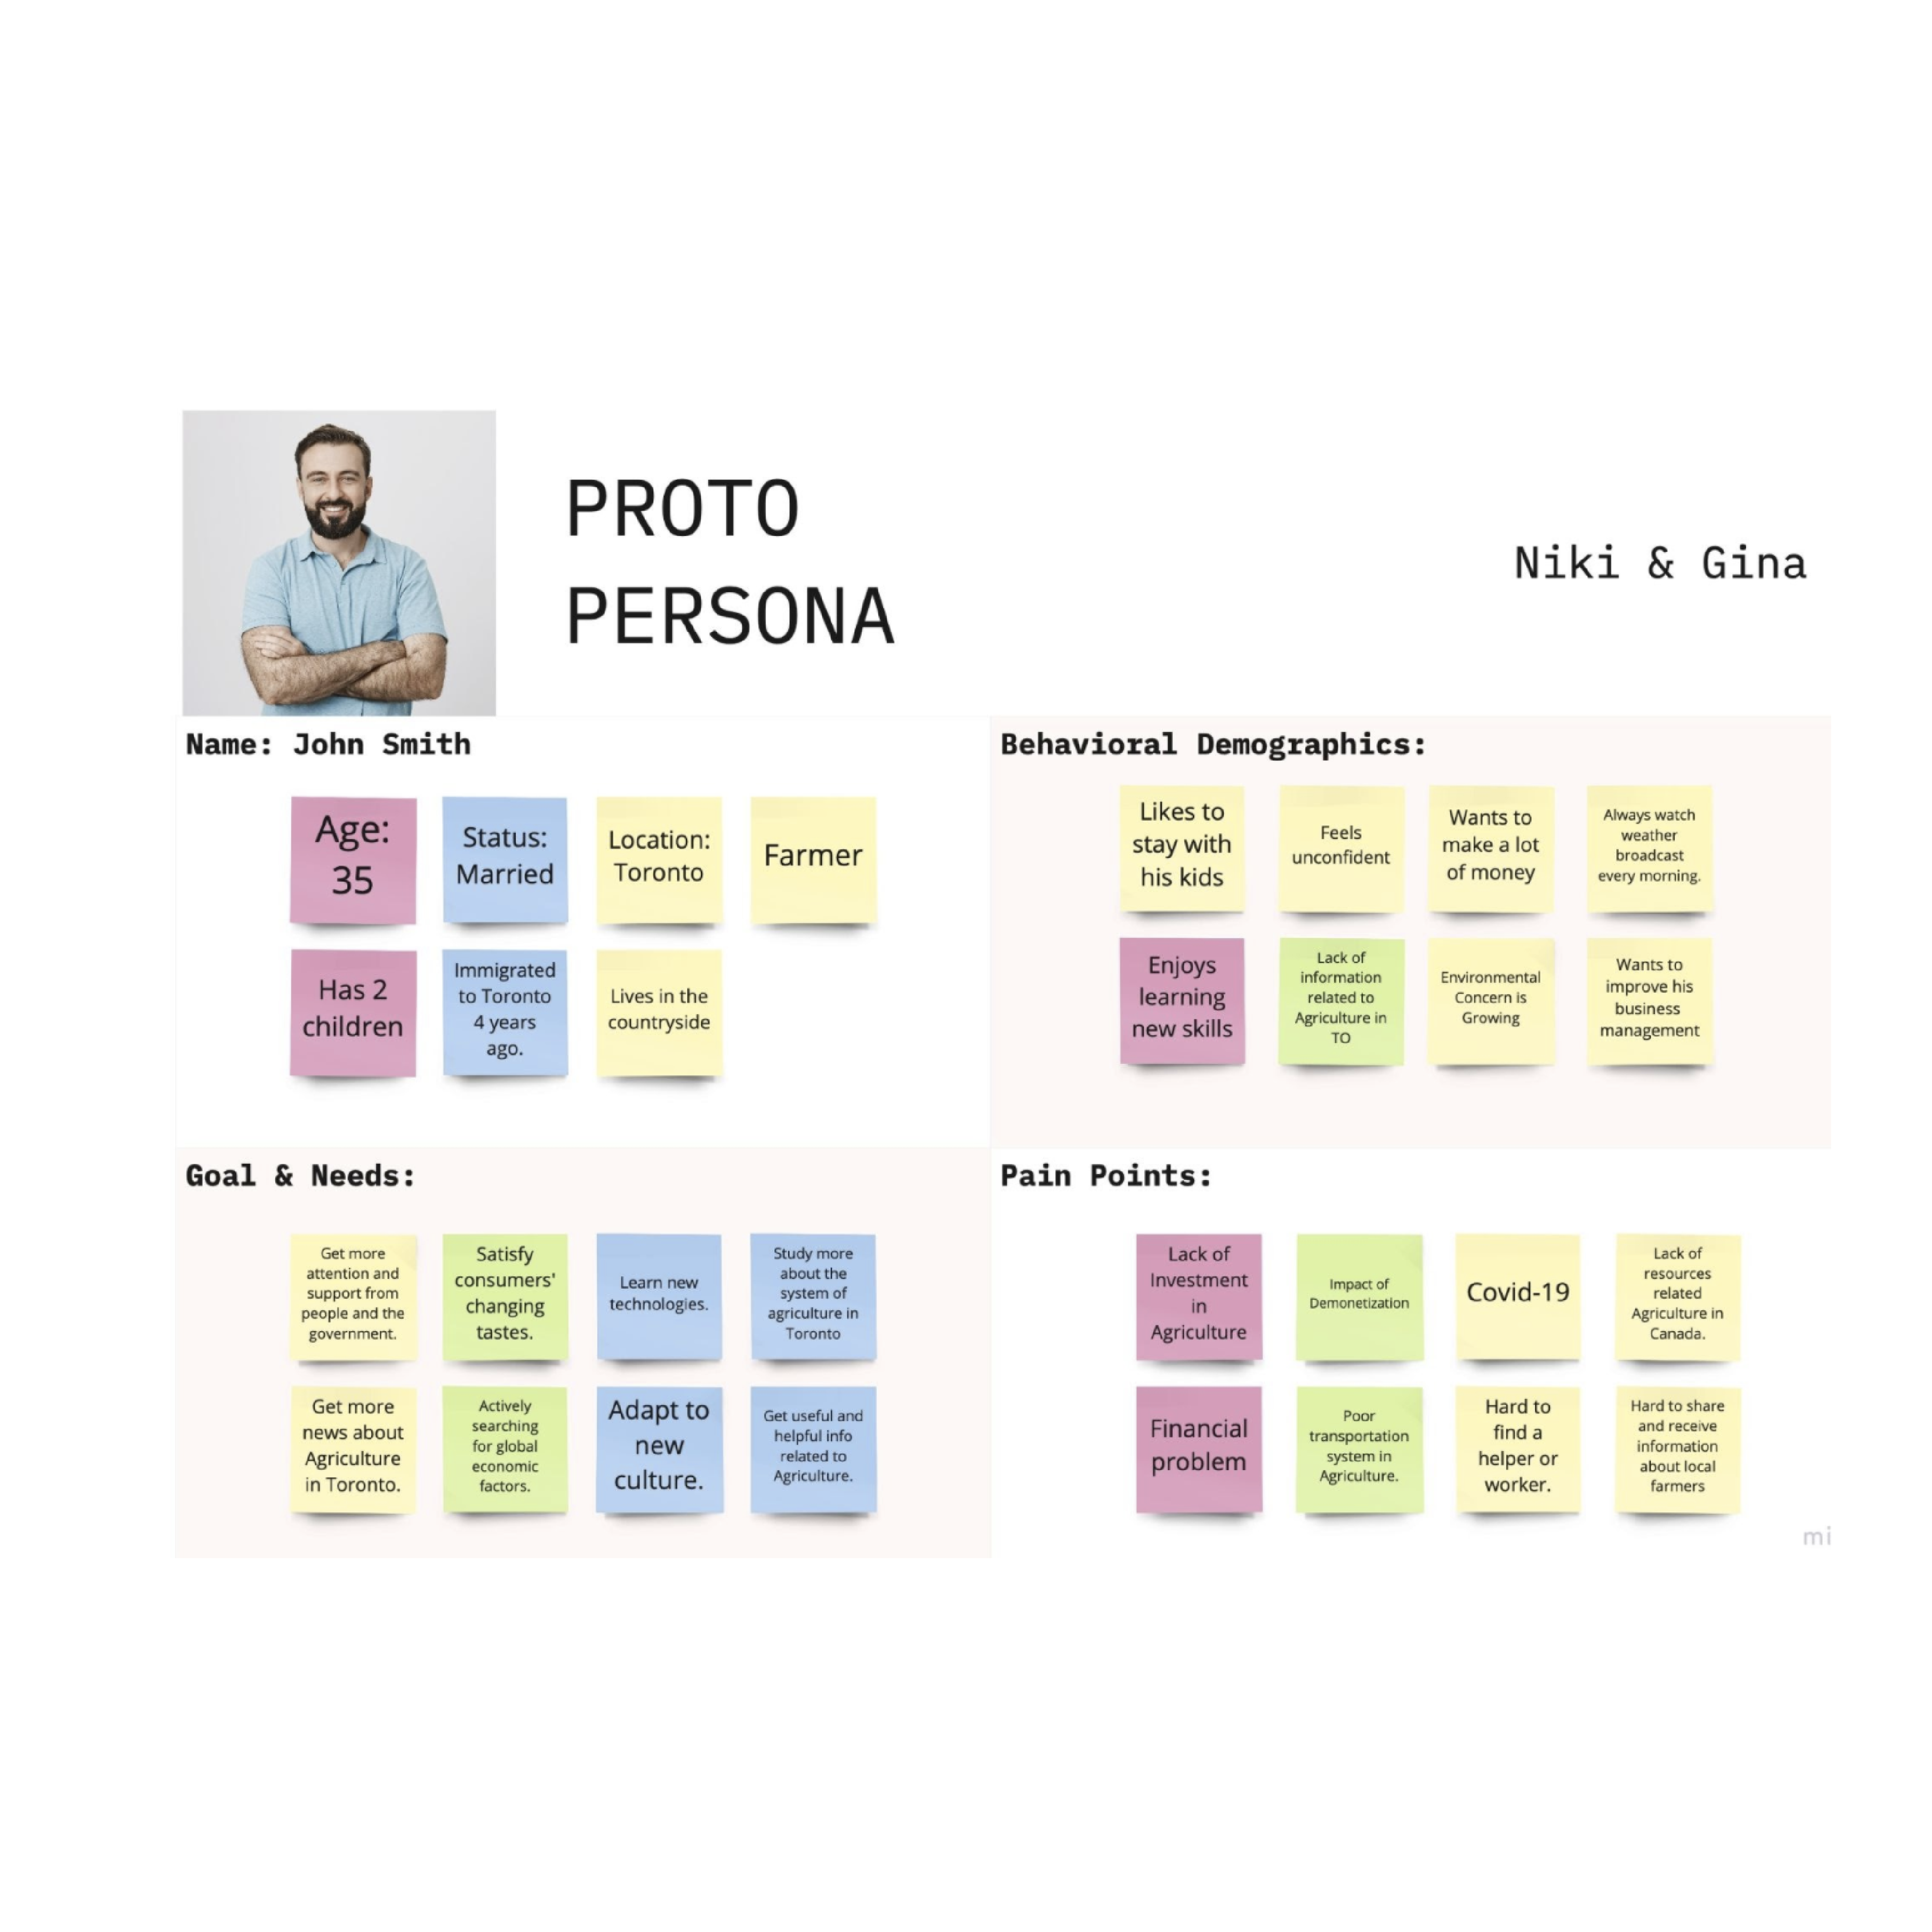 PROTO
PERSONA
Niki & Gina
Name: John Smith
Age:
35
Status:
Married
Location:
Toronto
Farmer
Has 2
children
Immigrated
to Toronto
4 years
ago.
Lives in the
countryside
Behavioral Demographics:
Likes to
stay with
his kids
Feels
unconfident
Wants to
make a lot
of money
Always watch
weather
broadcast
every morning.
Enjoys
learning
new skills
Lack of
information
related to
Agriculture in
TO
Environmental
Concern is
Growing
Wants to
improve his
business
management
Goal & Needs:
Get more
attention and
support from
people and the
government.
Satisfy
consumers'
changing
tastes.
Learn new
technologies.
Study more
about the
system of
agriculture in
Toronto
Get more
news about
Agriculture
in Toronto.
Actively
searching
for global
economic
factors.
Adapt to
new
culture.
Get useful and
helpful info
related to
Agriculture.
Pain Points:
Lack of
Investment
in
Agriculture
Impact of
Demonetization
Covid-19
Lack of
resources
related
Agriculture in
Canada.
Financial
problem
Poor
transportation
system in
Agriculture.
Hard to
find a
helper or
worker.
Hard to share
and receive
information
about local
farmers
mi